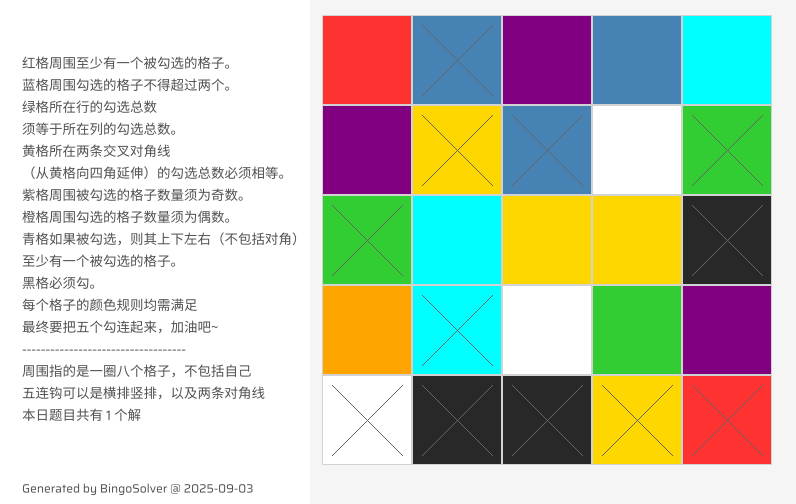 红格周围至少有一个被勾选的格子。
蓝格周围勾选的格子不得超过两个。
绿格所在行的勾选总数
须等于所在列的勾选总数。
黄格所在两条交叉对角线
（从黄格向四角延伸）的勾选总数必须相等。
紫格周围被勾选的格子数量须为奇数。
橙格周围勾选的格子数量须为偶数。
青格如果被勾选，则其上下左右（不包括对角）
至少有一个被勾选的格子。
黑格必须勾。
每个格子的颜色规则均需满足
最终要把五个勾连起来，加油吧~
-----------------------------------
周围指的是一圈八个格子，不包括自己
五连钩可以是横排竖排，以及两条对角线
本日题目共有1个解
Generated by BingoSolver @ 2025-09-03